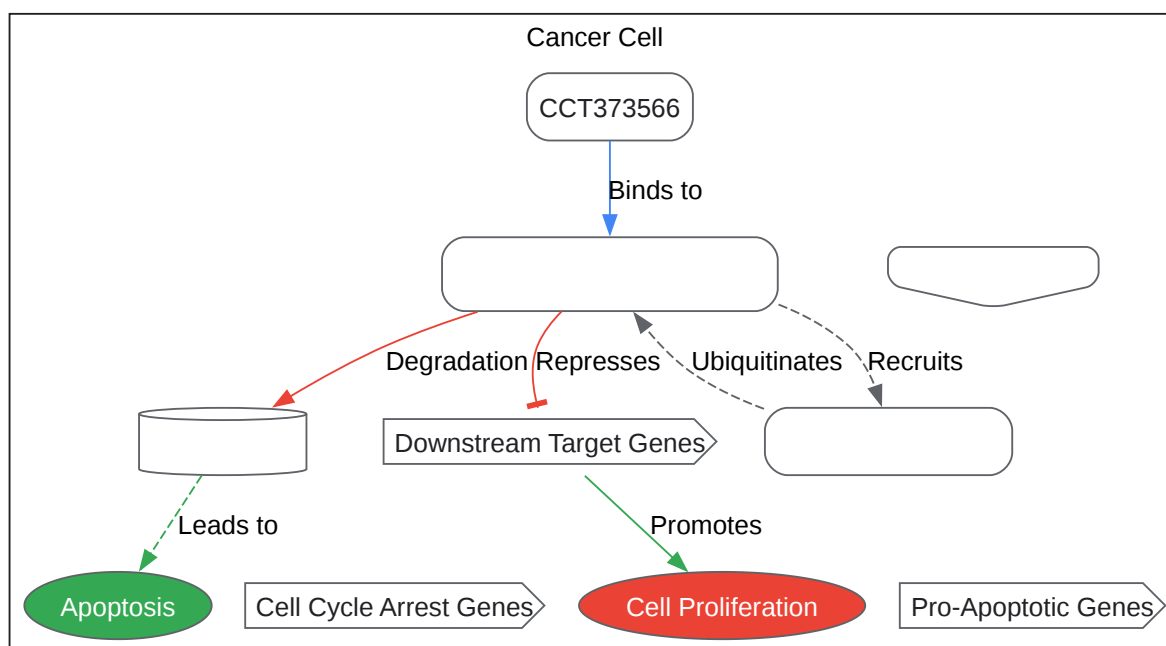 Cancer Cell
CCT373566
Binds to
Degradation
Represses
Ubiquitinates
Recruits
Downstream Target Genes
Leads to
Promotes
Apoptosis
Cell Cycle Arrest Genes
Cell Proliferation
Pro-Apoptotic Genes